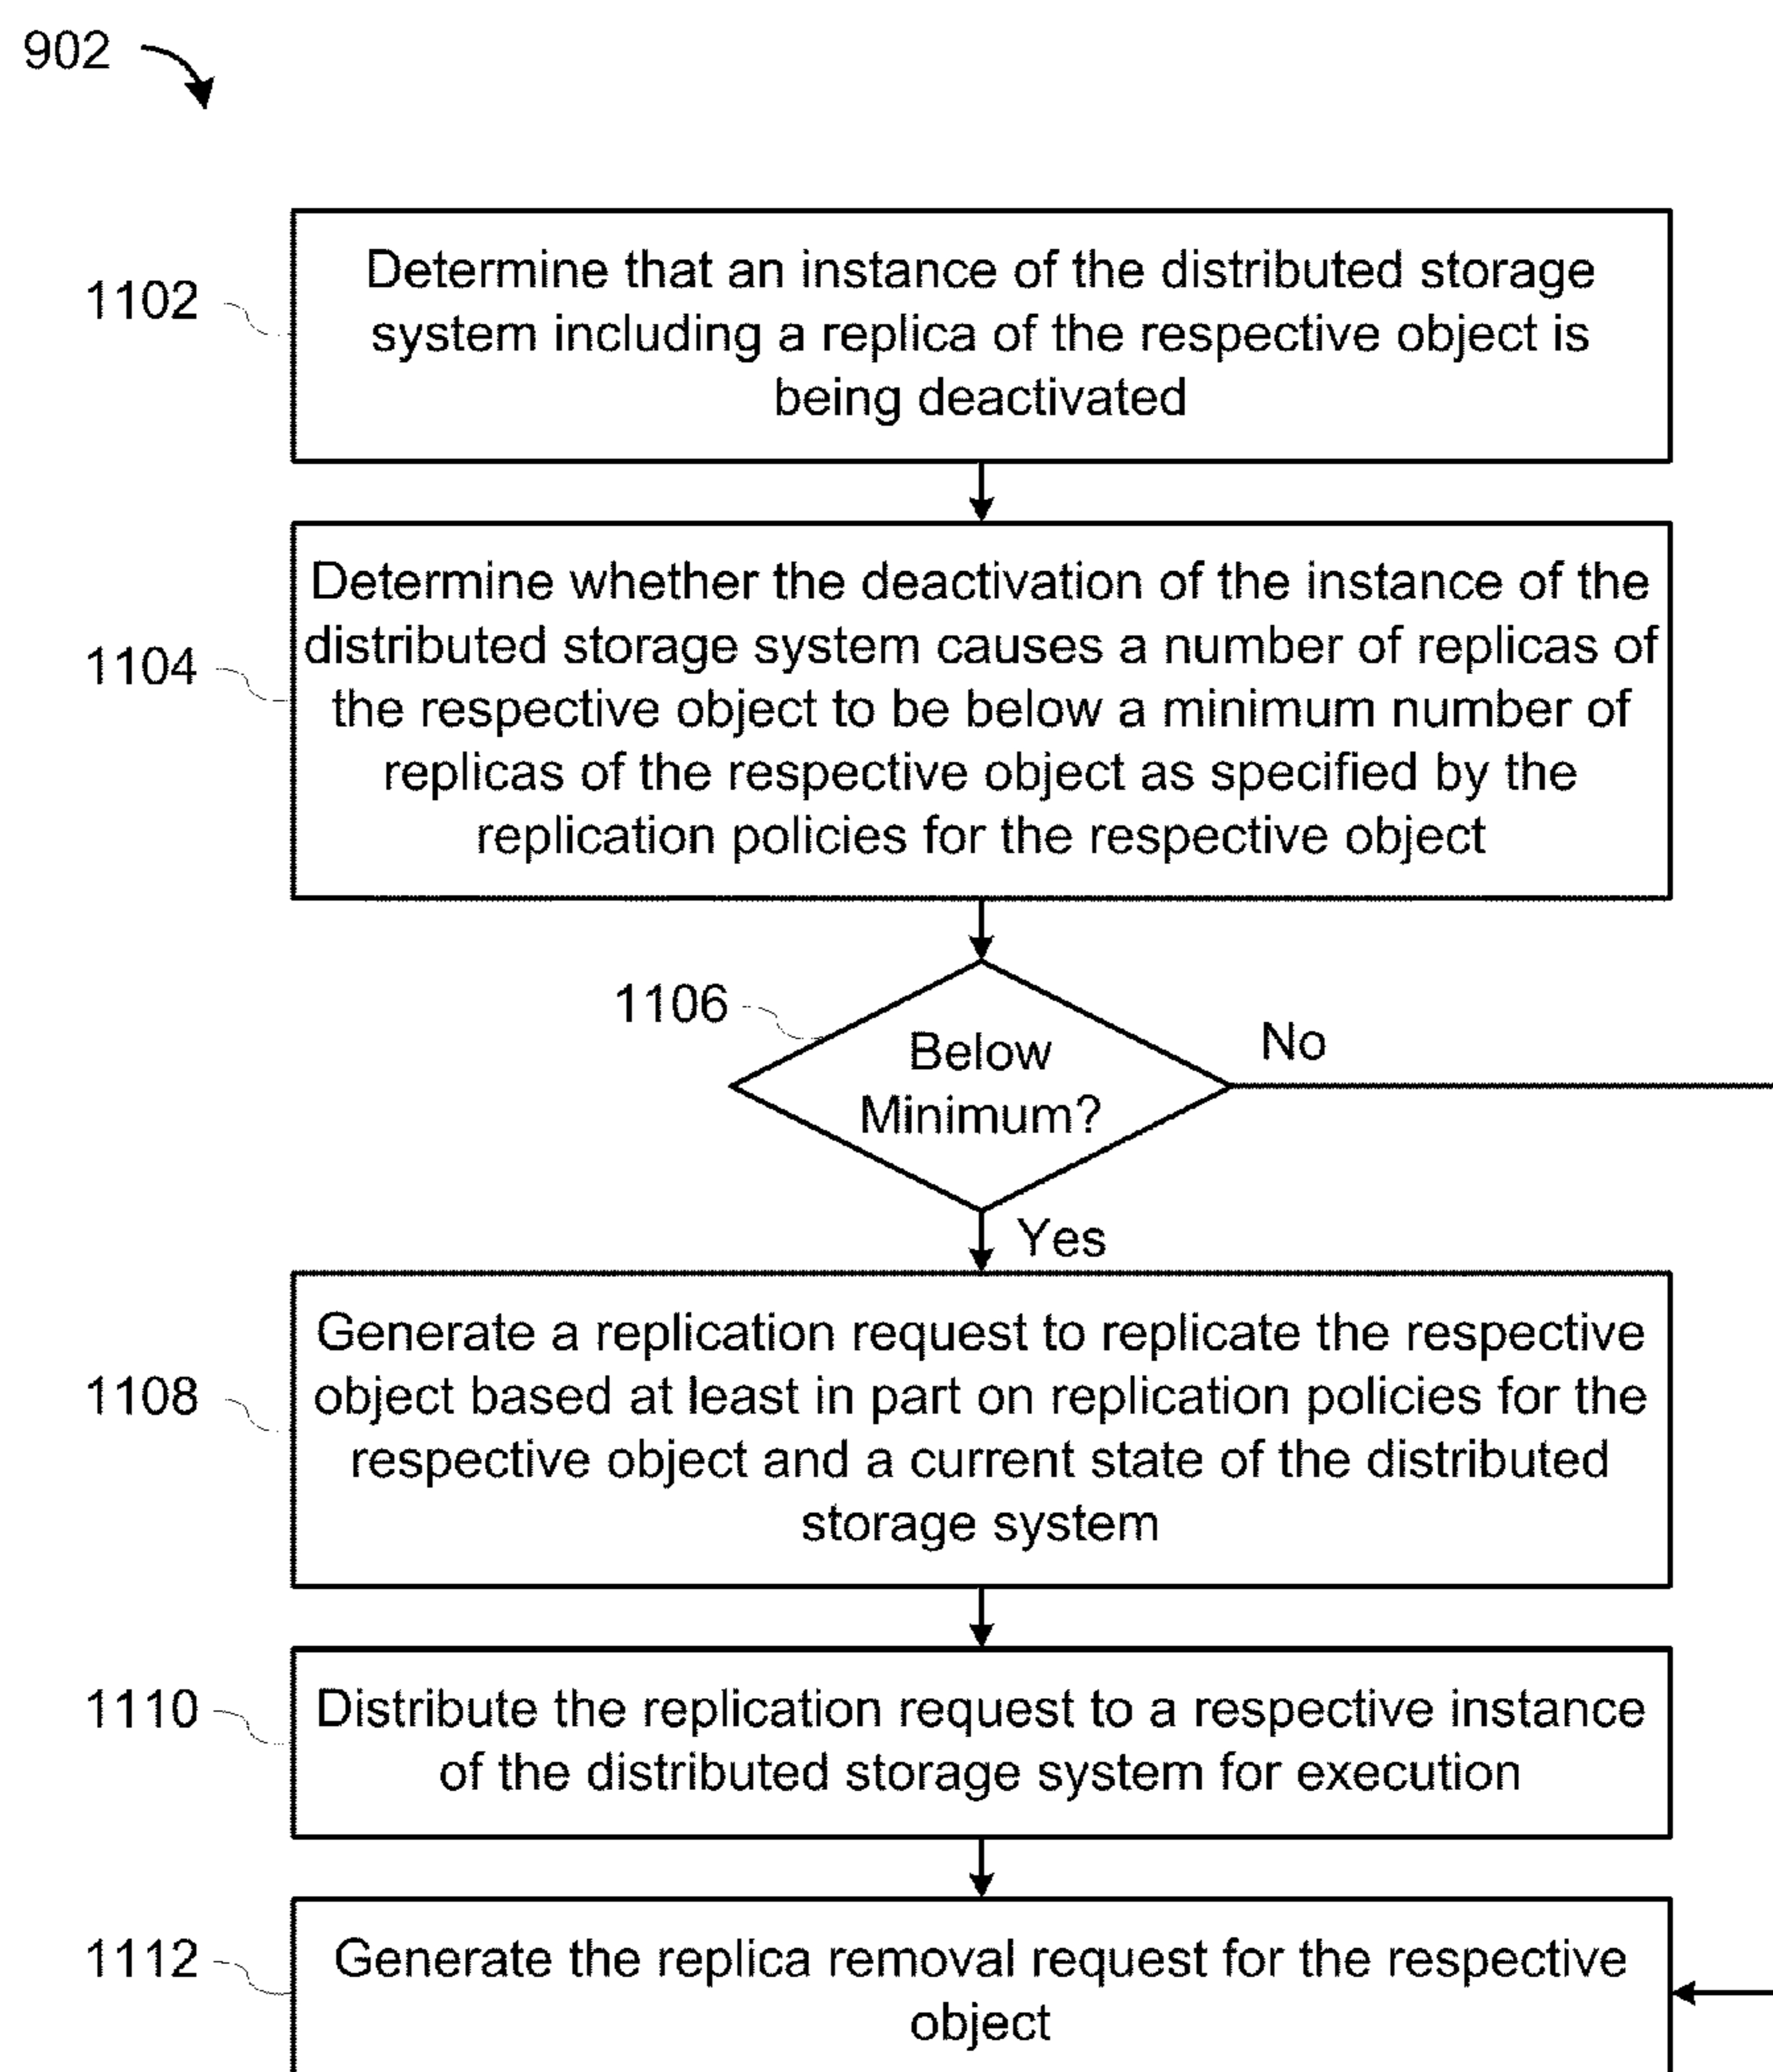 902
1102
Determine that an instance of the distributed storage
system including a replica of the respective object is
being deactivated
1104
Determine whether the deactivation of the instance of the
distributed storage system causes a number of replicas of
the respective object to be below a minimum number of
replicas of the respective object as specified by the
replication policies for the respective object
1106
Below
Minimum?
No
Yes
1108
Generate a replication request to replicate the respective
object based at least in part on replication policies for the
respective object and a current state of the distributed
storage system
1110
Distribute the replication request to a respective instance
of the distributed storage system for execution
1112
Generate the replica removal request for the respective
object